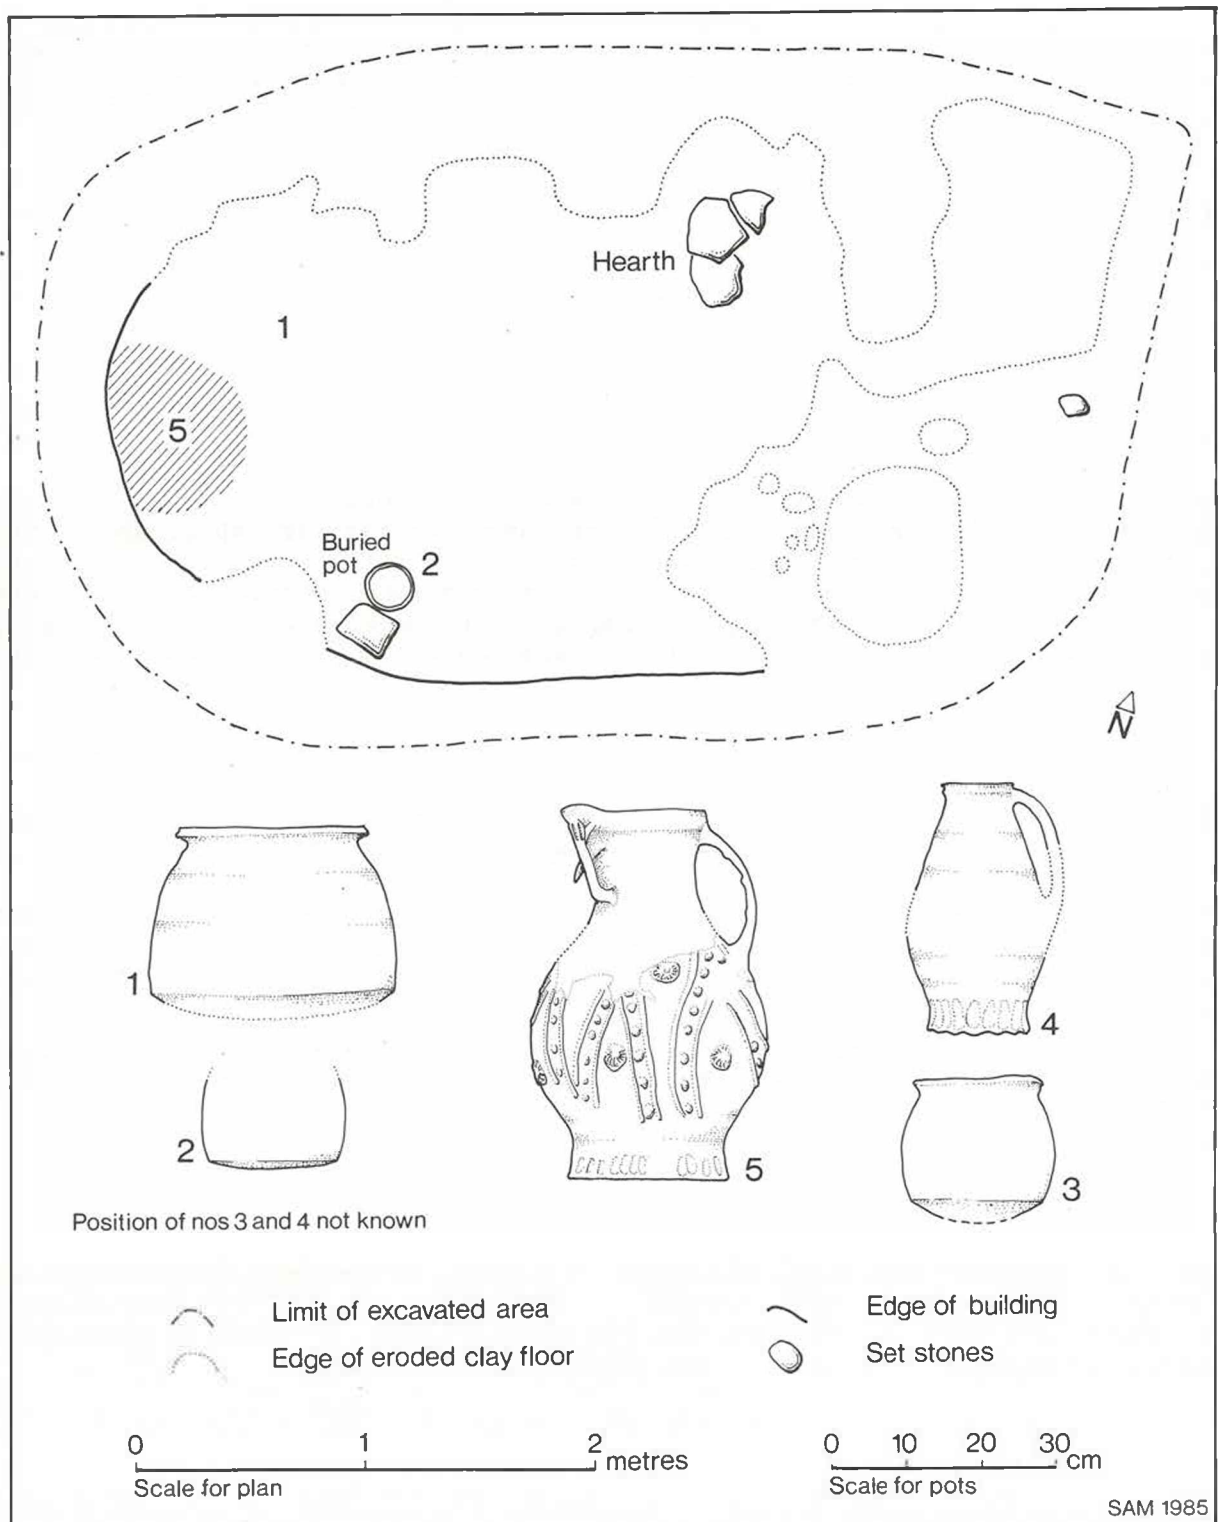 Hearth
1
5
Buried
pot
2
N
1
2
5
4
3
Position of nos 3 and 4 not known
Limit of excavated area
Edge of building
Edge of eroded clay floor
Set stones
0 1 2 metres
Scale for plan
0 10 20 30 cm
Scale for pots
SAM 1985